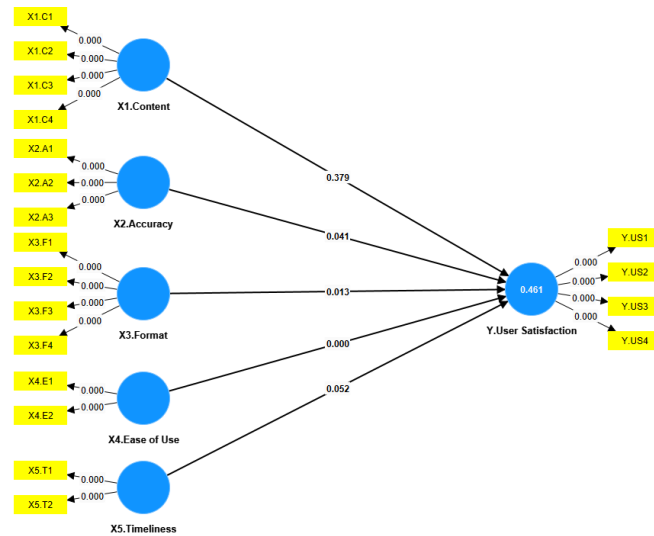 X1.C1
0.000
X1.C2
0.000
X1.C3
0.000
0.000
X1.C4
X1.Content
0.379
X2.A1
0.000
X2.A2
0.000
0.000
X2.A3
X2.Accuracy
0.041
X3.F1
0.000
X3.F2
0.000
X3.F3
0.000
0.000
X3.F4
X3.Format
0.013
X4.E1
0.000
X4.E2
0.000
X4.Ease of Use
0.000
X5.T1
0.000
X5.T2
0.000
X5.Timeliness
0.052
0.461
Y.User Satisfaction
Y.US1
0.000
Y.US2
0.000
Y.US3
0.000
0.000
Y.US4